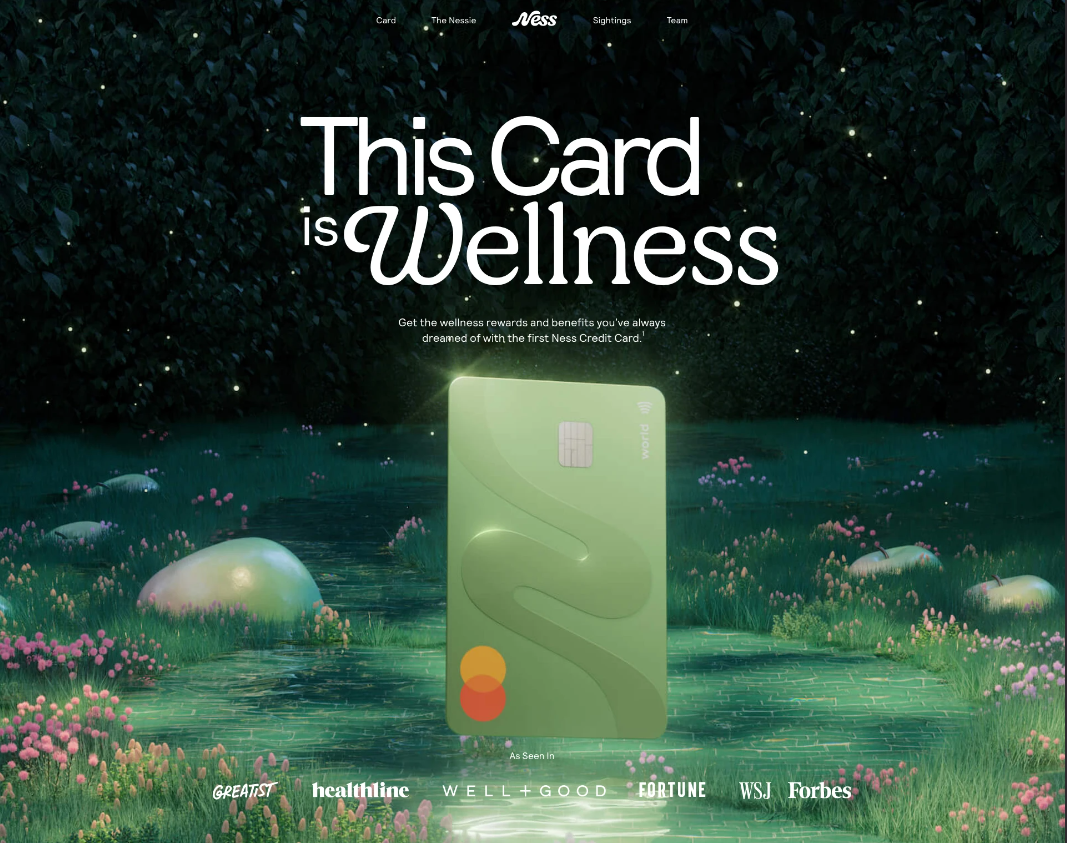 Card The Nessie Ness Sightings Team
This Card
is Wellness
Get the wellness rewards and benefits you've always
dreamed of with the first Ness Credit Card.¹
world
As Seen In
GREATIST healthline WELL+GOOD FORTUNE WSJ Forbes